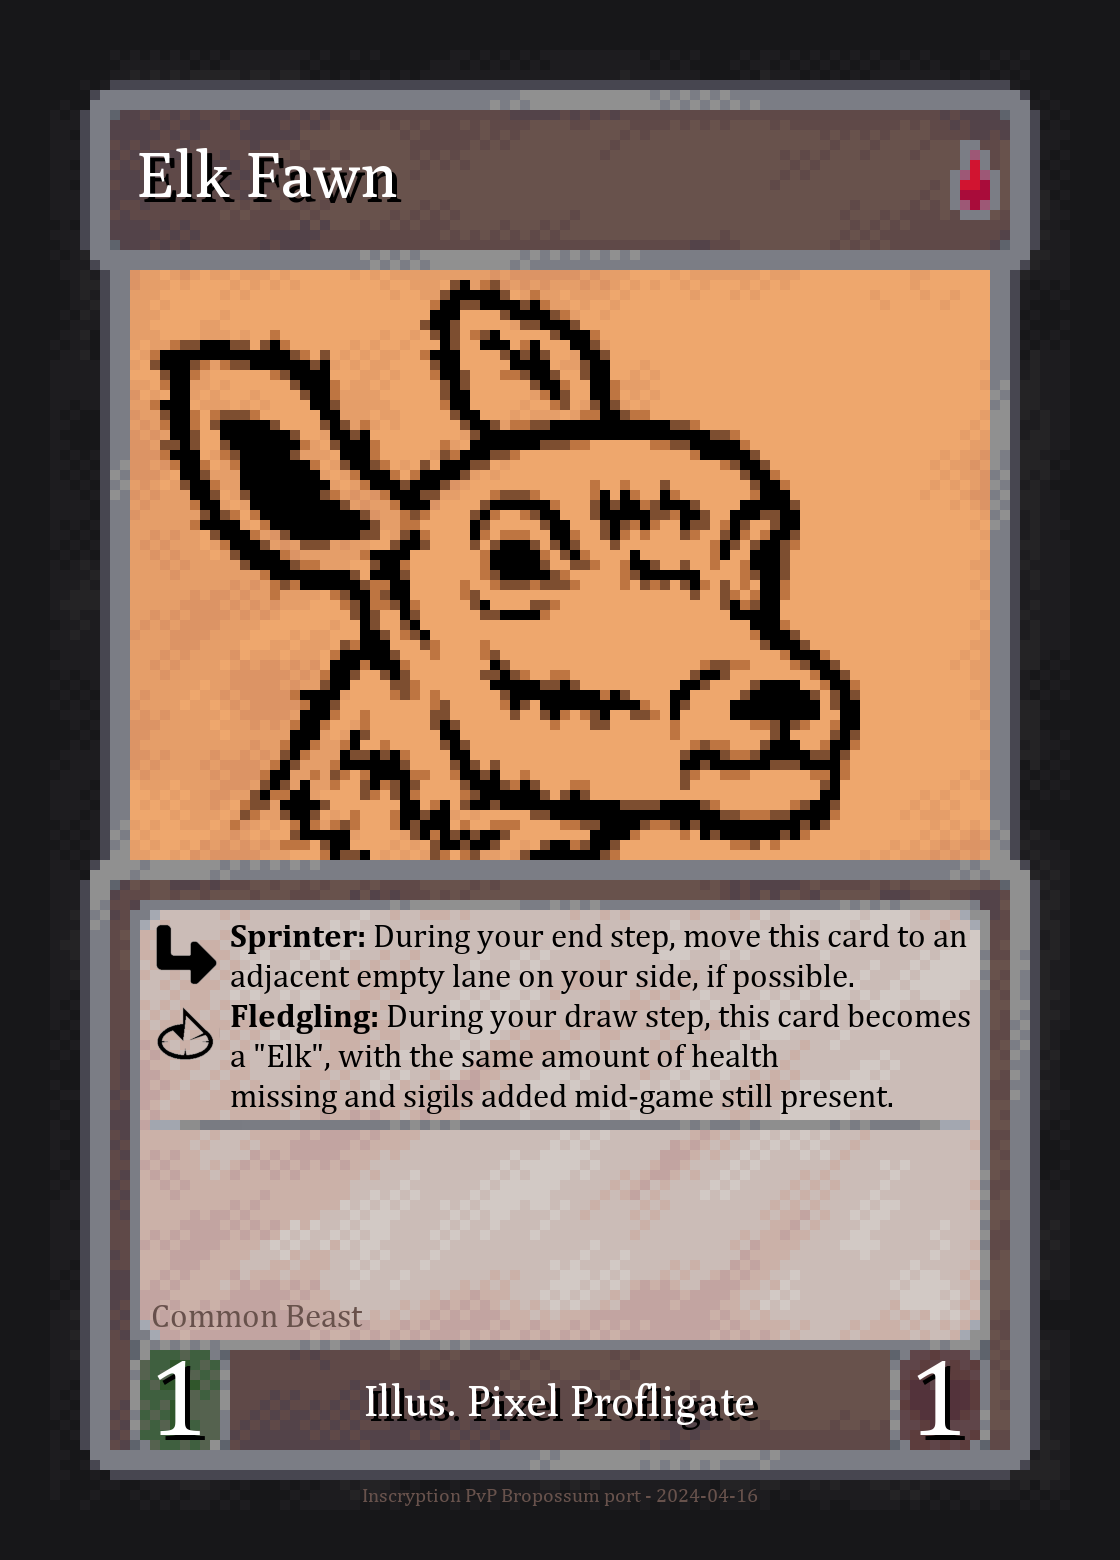 Elk Fawn
Sprinter: During your end step, move this card to an
adjacent empty lane on your side, if possible.
Fledgling: During your draw step, this card becomes
a "Elk", with the same amount of health
missing and sigils added mid-game still present.
Common Beast
1
Illus. Pixel Profligate
1
Inscryption PvP Bropossum port - 2024-04-16